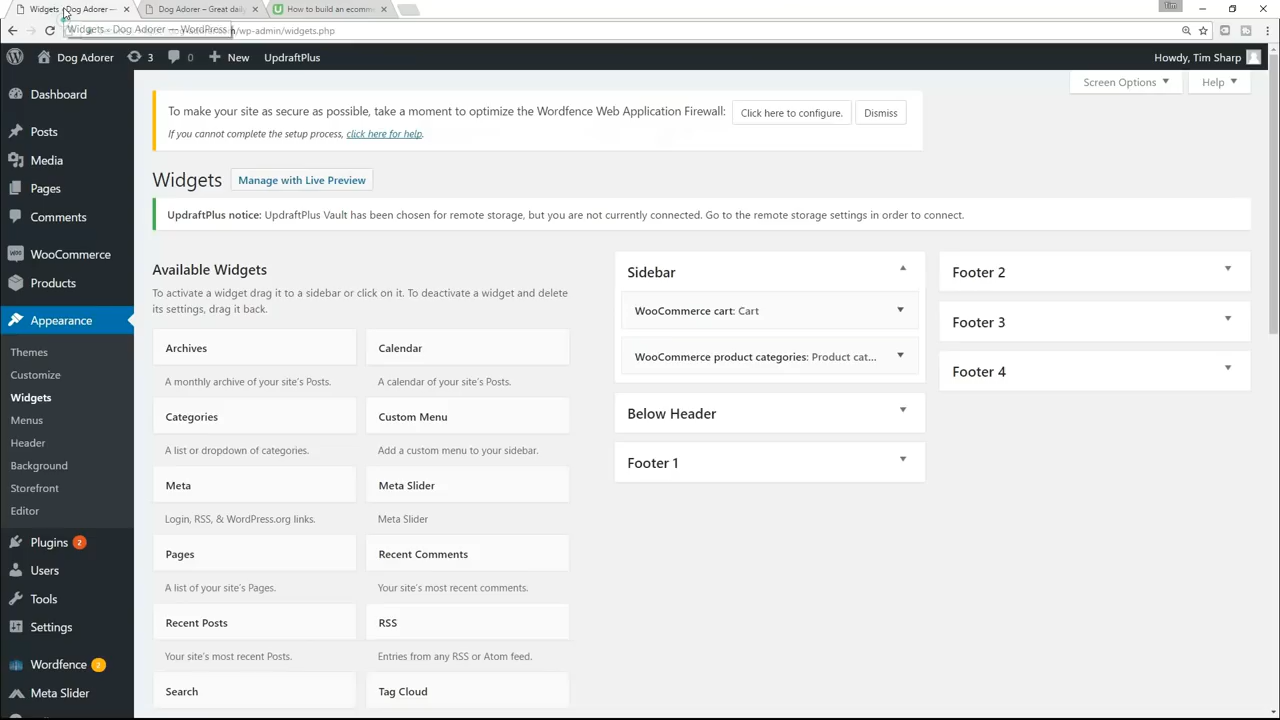 Widgets ‹ Dog Adorer —
Dog Adorer – Great daily
How to build an ecomm
Tim
Widgets ‹ Dog Adorer — WordPress
/wp-admin/widgets.php
Dog Adorer
3
0
New
UpdraftPlus
Howdy, Tim Sharp
Screen Options
Help
Dashboard
Posts
Media
Pages
Comments
WooCommerce
Products
Appearance
Themes
Customize
Widgets
Menus
Header
Background
Storefront
Editor
Plugins 2
Users
Tools
Settings
Wordfence 2
Meta Slider
To make your site as secure as possible, take a moment to optimize the Wordfence Web Application Firewall:
Click here to configure.
Dismiss
If you cannot complete the setup process, click here for help.
Widgets
Manage with Live Preview
UpdraftPlus notice: UpdraftPlus Vault has been chosen for remote storage, but you are not currently connected. Go to the remote storage settings in order to connect.
Available Widgets
To activate a widget drag it to a sidebar or click on it. To deactivate a widget and delete
its settings, drag it back.
Archives
A monthly archive of your site's Posts.
Calendar
A calendar of your site's Posts.
Categories
A list or dropdown of categories.
Custom Menu
Add a custom menu to your sidebar.
Meta
Login, RSS, & WordPress.org links.
Meta Slider
Meta Slider
Pages
A list of your site's Pages.
Recent Comments
Your site's most recent comments.
Recent Posts
Your site's most recent Posts.
RSS
Entries from any RSS or Atom feed.
Search
Tag Cloud
Sidebar
WooCommerce cart: Cart
WooCommerce product categories: Product cat...
Below Header
Footer 1
Footer 2
Footer 3
Footer 4